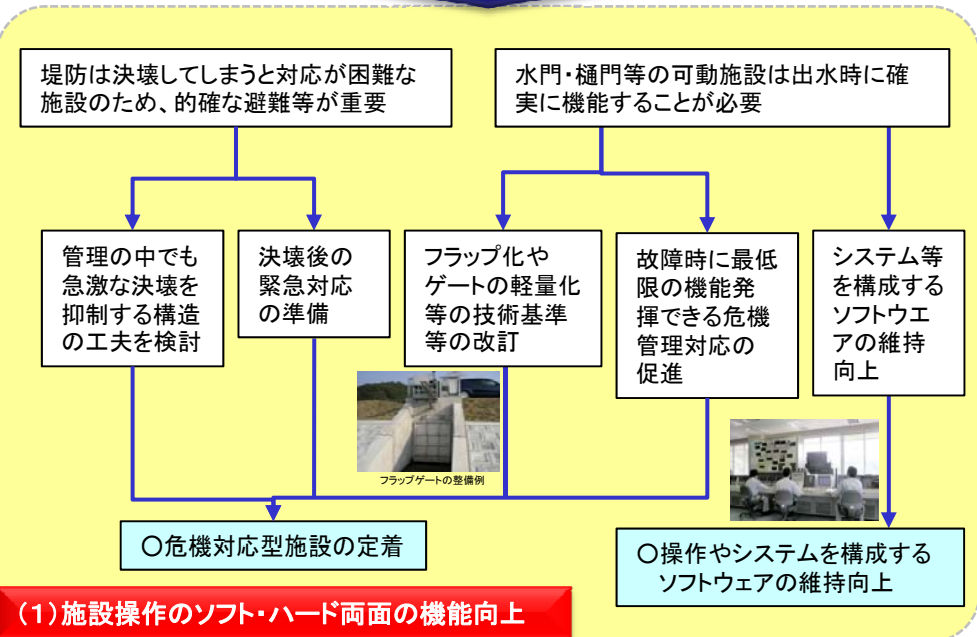 堤防は決壊してしまうと対応が困難な
施設のため、的確な避難等が重要
水門・樋門等の可動施設は出水時に確
実に機能することが必要
管理の中でも
急激な決壊を
抑制する構造
の工夫を検討
決壊後の
緊急対応
の準備
フラップ化や
ゲートの軽量化
等の技術基準
等の改訂
故障時に最低
限の機能発
揮できる危機
管理対応の
促進
システム等
を構成する
ソフトウエ
アの維持
向上
フラップゲートの整備例
〇危機対応型施設の定着
〇操作やシステムを構成する
ソフトウェアの維持向上
(1)施設操作のソフト・ハード両面の機能向上